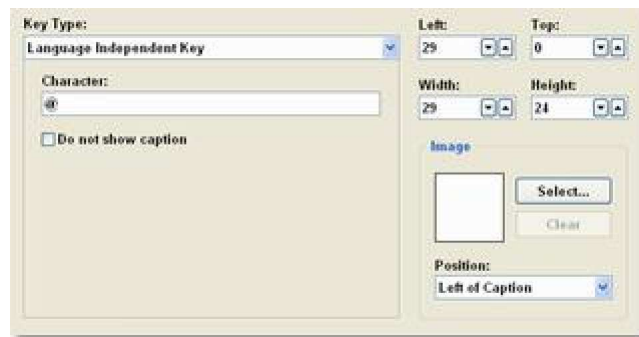 Key Type:
Language Independent Key
Character:
@
Do not show caption
Left:
Top:
29
0
Width:
Height:
29
24
Image
Select...
Clear
Position:
Left of Caption